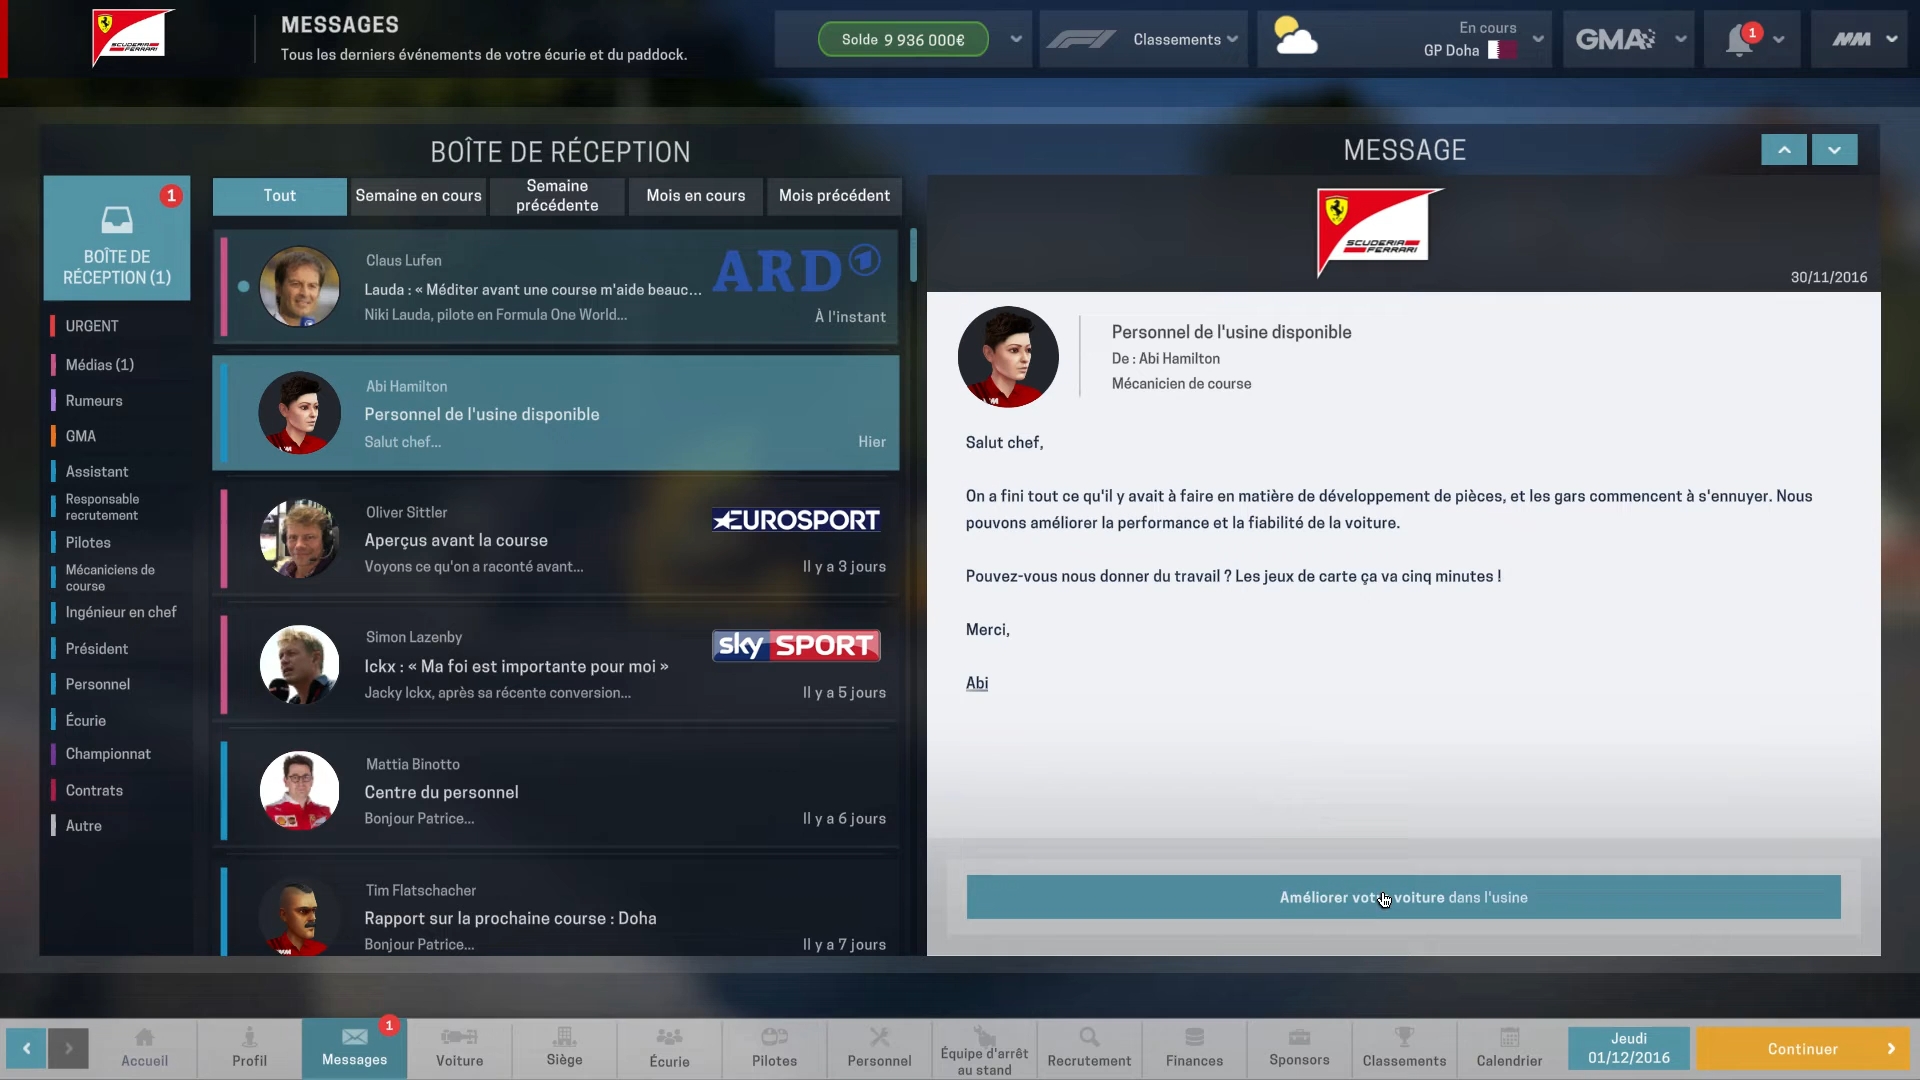 SCUDERIA
FERRARI
MESSAGES
Tous les derniers événements de votre écurie et du paddock.
Solde 9 936 000€
Classements
En cours
GP Doha
GMA
1
BOÎTE DE RÉCEPTION
MESSAGE
1
BOÎTE DE
RÉCEPTION (1)
URGENT
Médias (1)
Rumeurs
GMA
Assistant
Responsable
recrutement
Pilotes
Mécaniciens de
course
Ingénieur en chef
Président
Personnel
Écurie
Championnat
Contrats
Autre
Tout
Semaine en cours
Semaine
précédente
Mois en cours
Mois précédent
Claus Lufen
Lauda : « Méditer avant une course m'aide beauc...
Niki Lauda, pilote en Formula One World...
ARD 1
À l'instant
Abi Hamilton
Personnel de l'usine disponible
Salut chef...
Hier
Oliver Sittler
Aperçus avant la course
Voyons ce qu'on a raconté avant...
EUROSPORT
Il y a 3 jours
Simon Lazenby
Ickx : « Ma foi est importante pour moi »
Jacky Ickx, après sa récente conversion...
sky SPORT
Il y a 5 jours
Mattia Binotto
Centre du personnel
Bonjour Patrice...
Il y a 6 jours
Tim Flatschacher
Rapport sur la prochaine course : Doha
Bonjour Patrice...
Il y a 7 jours
SCUDERIA
FERRARI
30/11/2016
Personnel de l'usine disponible
De : Abi Hamilton
Mécanicien de course
Salut chef,
On a fini tout ce qu'il y avait à faire en matière de développement de pièces, et les gars commencent à s'ennuyer. Nous
pouvons améliorer la performance et la fiabilité de la voiture.
Pouvez-vous nous donner du travail ? Les jeux de carte ça va cinq minutes !
Merci,
Abi
Améliorer votre voiture dans l'usine
Accueil
Profil
1
Messages
Voiture
Siège
Écurie
Pilotes
Personnel
Équipe d'arrêt
au stand
Recrutement
Finances
Sponsors
Classements
Calendrier
Jeudi
01/12/2016
Continuer